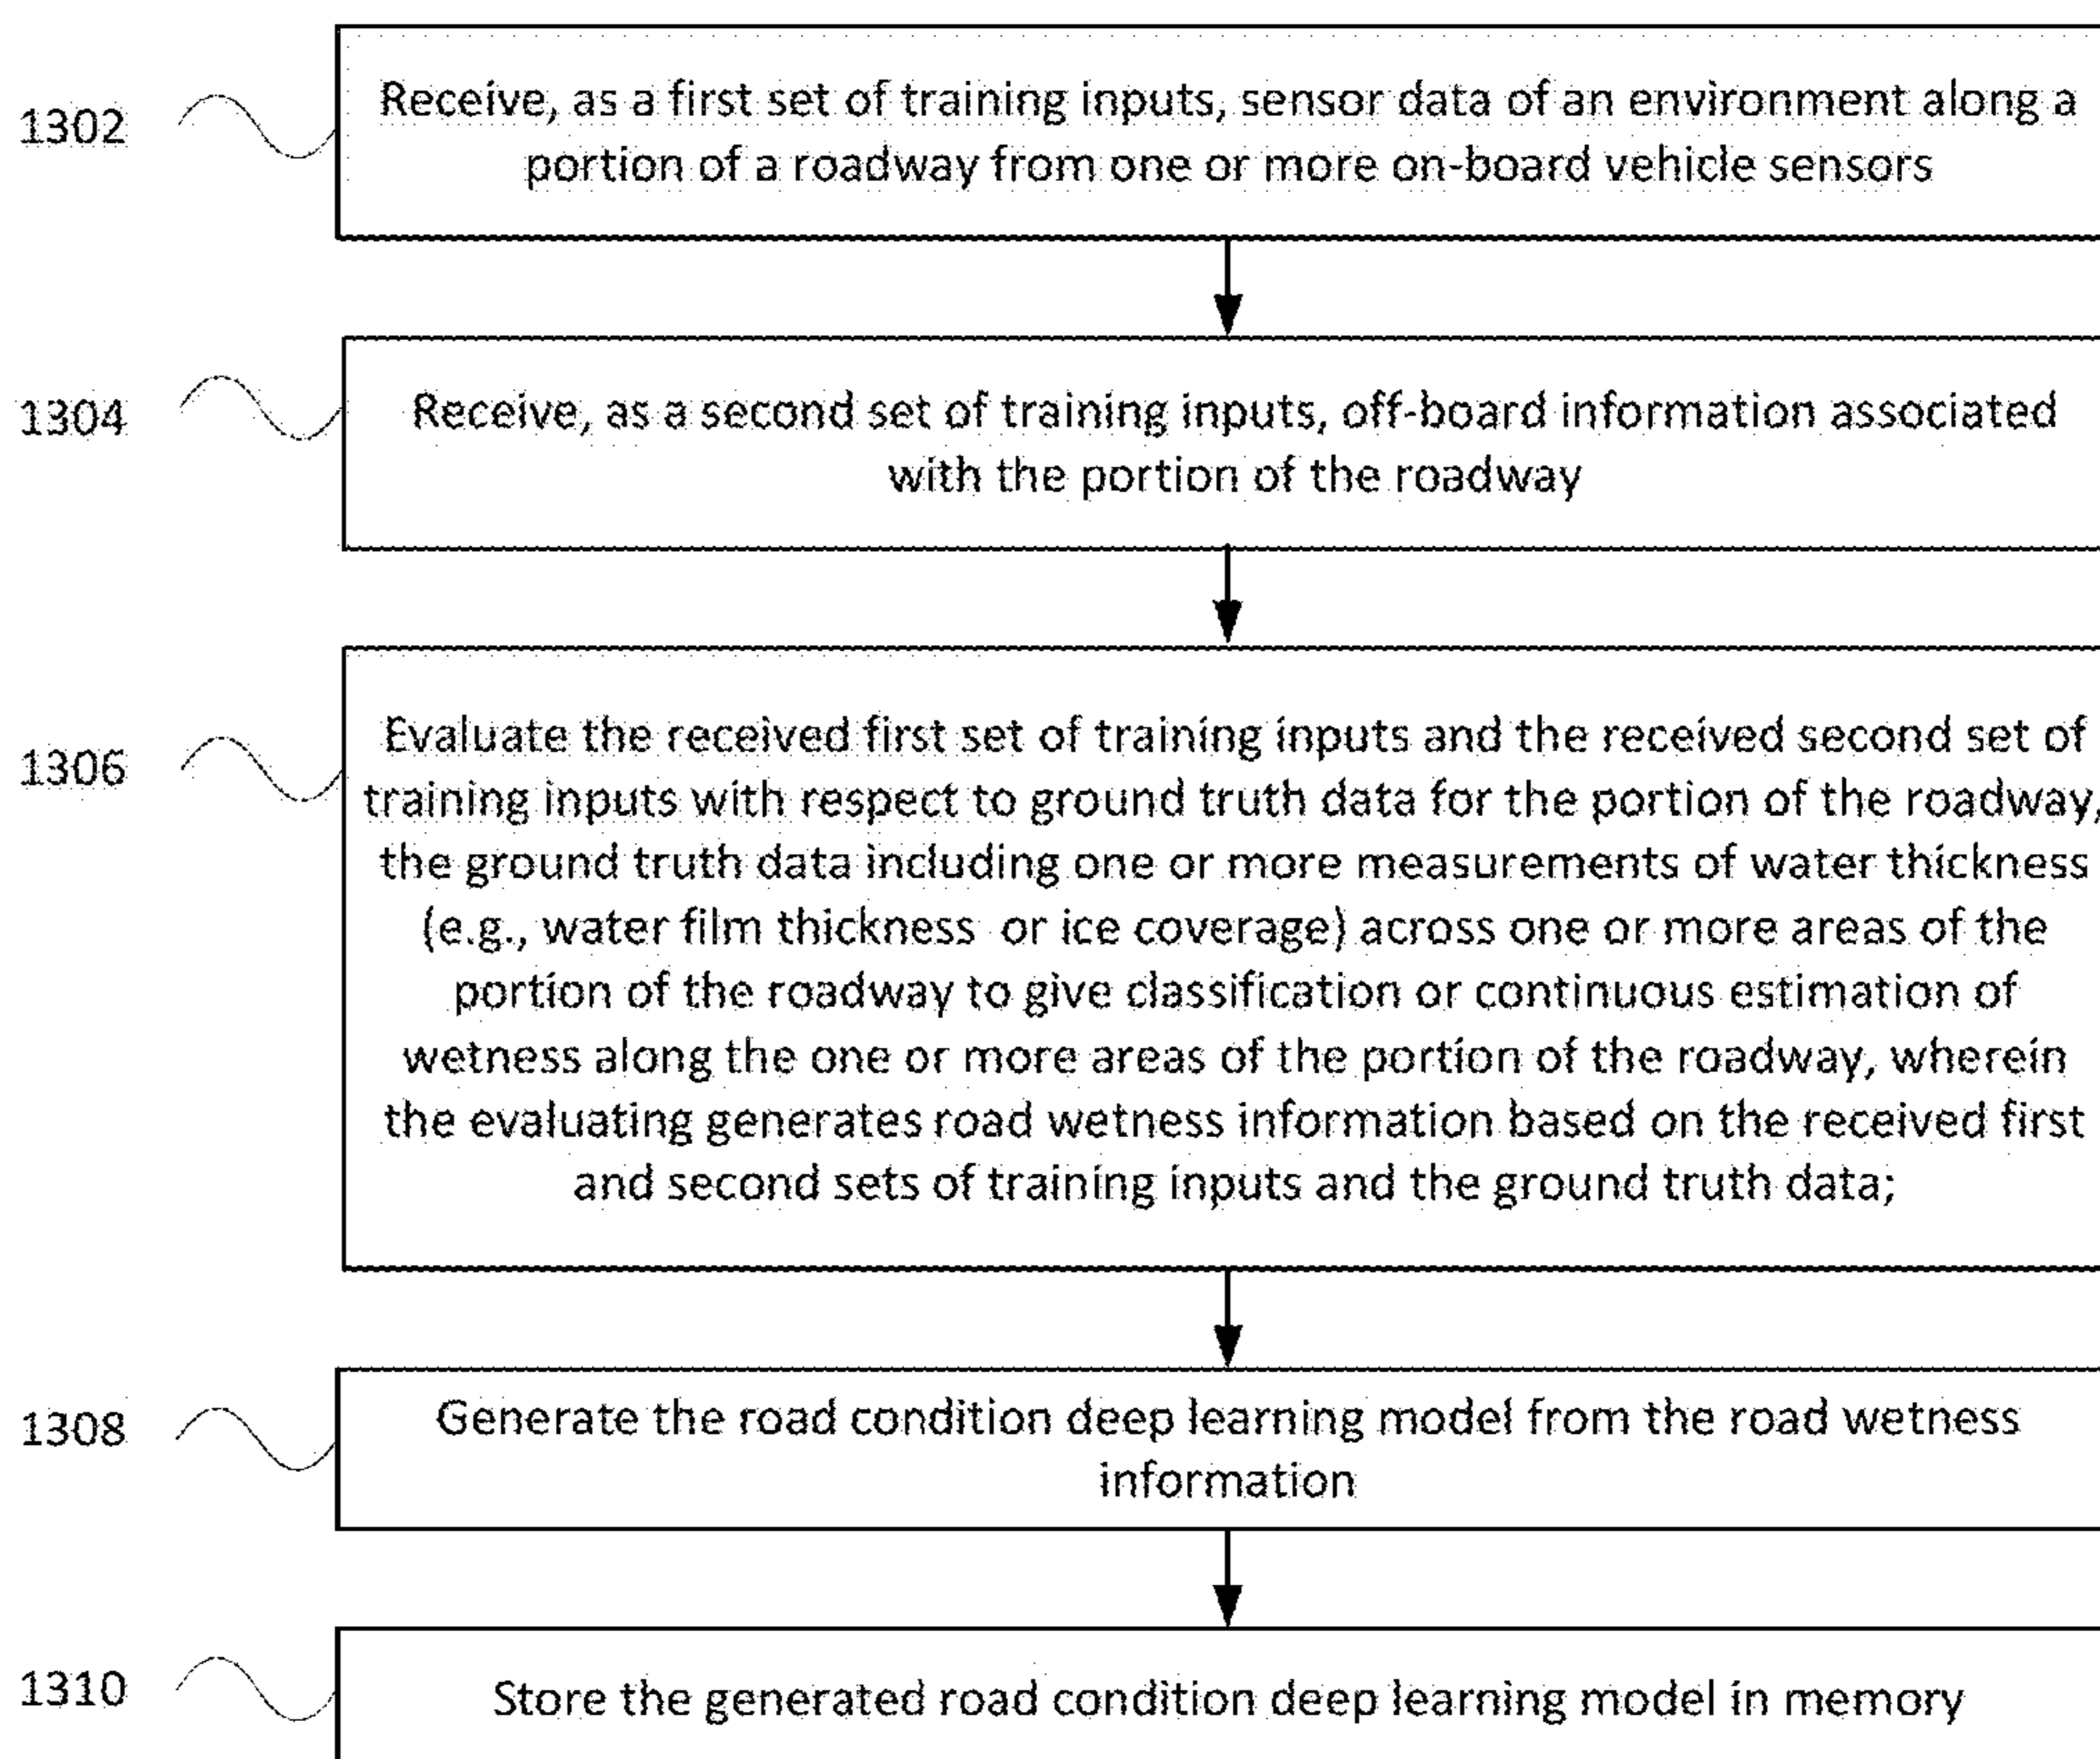 1302
Receive, as a first set of training inputs, sensor data of an environment along a
portion of a roadway from one or more on-board vehicle sensors
1304
Receive, as a second set of training inputs, off-board information associated
with the portion of the roadway
1306
Evaluate the received first set of training inputs and the received second set of
training inputs with respect to ground truth data for the portion of the roadway,
the ground truth data including one or more measurements of water thickness
(e.g., water film thickness or ice coverage) across one or more areas of the
portion of the roadway to give classification or continuous estimation of
wetness along the one or more areas of the portion of the roadway, wherein
the evaluating generates road wetness information based on the received first
and second sets of training inputs and the ground truth data;
1308
Generate the road condition deep learning model from the road wetness
information
1310
Store the generated road condition deep learning model in memory